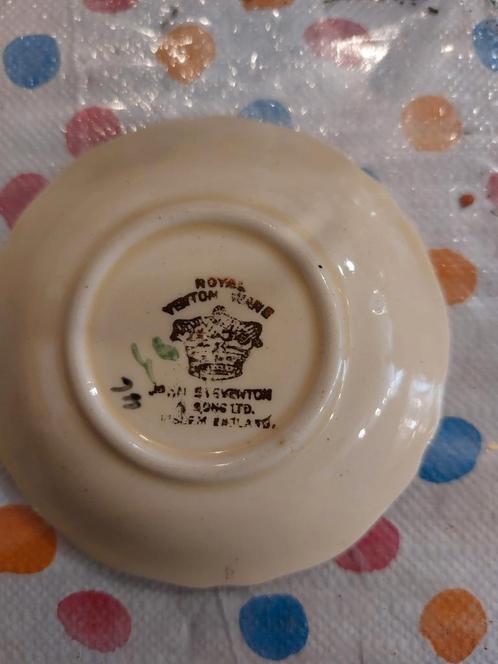 ROYAL
VENTON WARE
JOHN STEVENTON
& SONS LTD.
BURSLEM ENGLAND.